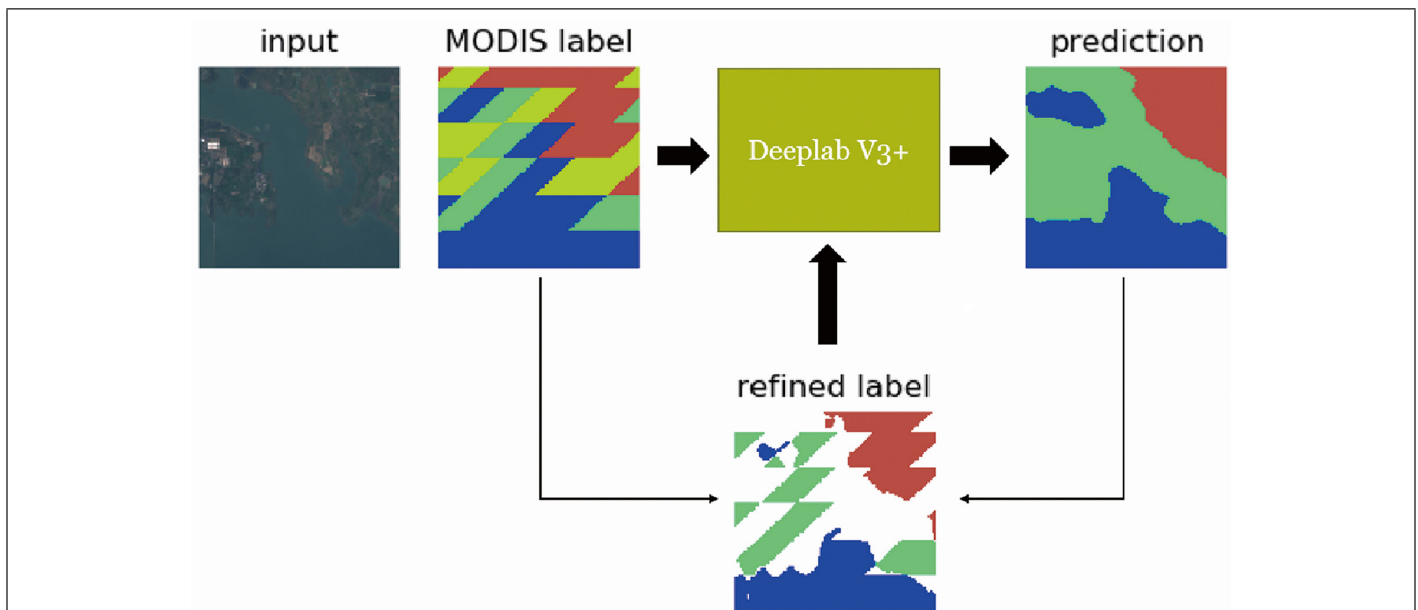 input
MODIS label
prediction
Deeplab V3+
refined label